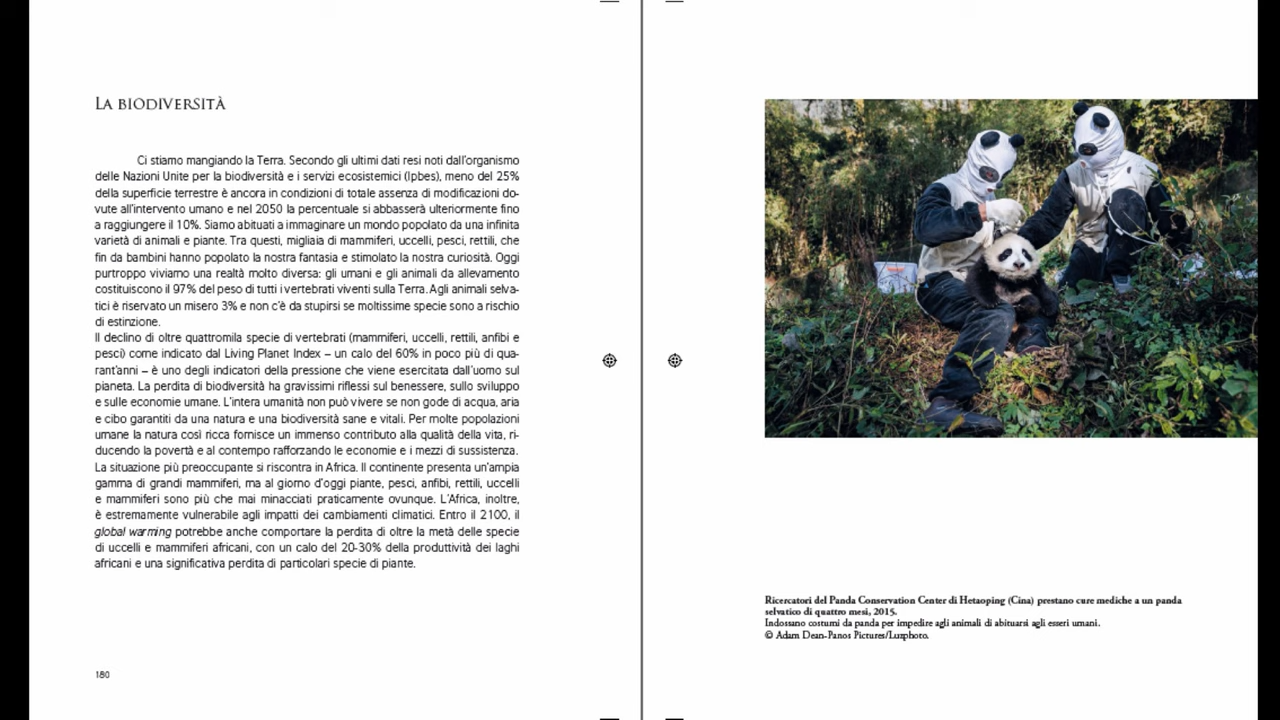 La biodiversità
Ci stiamo mangiando la Terra. Secondo gli ultimi dati resi noti dall'organismo
delle Nazioni Unite per la biodiversità e i servizi ecosistemici (Ipbes), meno del 25%
della superficie terrestre è ancora in condizioni di totale assenza di modificazioni do-
vute all'intervento umano e nel 2050 la percentuale si abbasserà ulteriormente fino
a raggiungere il 10%. Siamo abituati a immaginare un mondo popolato da una infinita
varietà di animali e piante. Tra questi, migliaia di mammiferi, uccelli, pesci, rettili, che
fin da bambini hanno popolato la nostra fantasia e stimolato la nostra curiosità. Oggi
purtroppo viviamo una realtà molto diversa: gli umani e gli animali da allevamento
costituiscono il 97% del peso di tutti i vertebrati viventi sulla Terra. Agli animali selva-
tici è riservato un misero 3% e non c'è da stupirsi se moltissime specie sono a rischio
di estinzione.
Il declino di oltre quattromila specie di vertebrati (mammiferi, uccelli, rettili, anfibi e
pesci) come indicato dal Living Planet Index – un calo del 60% in poco più di qua-
rant'anni – è uno degli indicatori della pressione che viene esercitata dall'uomo sul
pianeta. La perdita di biodiversità ha gravissimi riflessi sul benessere, sullo sviluppo
e sulle economie umane. L'intera umanità non può vivere se non gode di acqua, aria
e cibo garantiti da una natura e una biodiversità sane e vitali. Per molte popolazioni
umane la natura così ricca fornisce un immenso contributo alla qualità della vita, ri-
ducendo la povertà e al contempo rafforzando le economie e i mezzi di sussistenza.
La situazione più preoccupante si riscontra in Africa. Il continente presenta un'ampia
gamma di grandi mammiferi, ma al giorno d'oggi piante, pesci, anfibi, rettili, uccelli
e mammiferi sono più che mai minacciati praticamente ovunque. L'Africa, inoltre,
è estremamente vulnerabile agli impatti dei cambiamenti climatici. Entro il 2100, il
global warming potrebbe anche comportare la perdita di oltre la metà delle specie
di uccelli e mammiferi africani, con un calo del 20-30% della produttività dei laghi
africani e una significativa perdita di particolari specie di piante.
180
Ricercatori del Panda Conservation Center di Hetaoping (Cina) prestano cure mediche a un panda
selvatico di quattro mesi, 2015.
Indossano costumi da panda per impedire agli animali di abituarsi agli esseri umani.
© Adam Dean-Panos Pictures/Luzphoto.